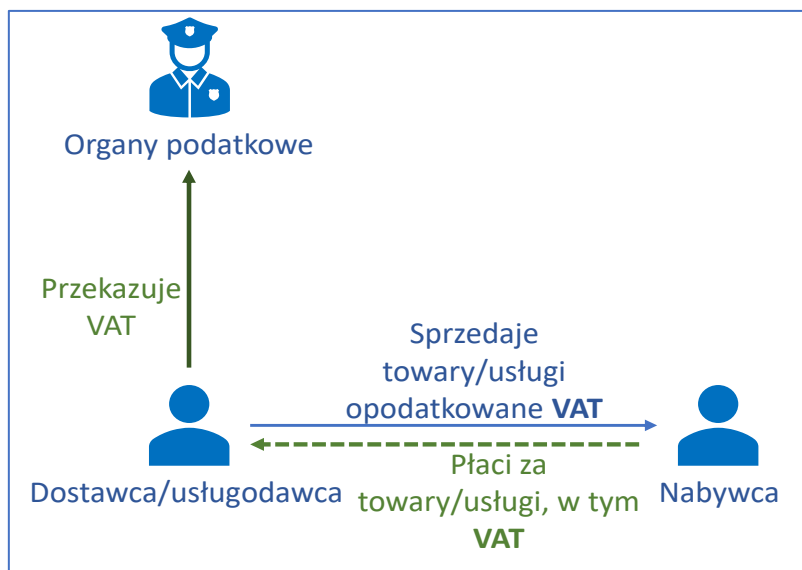 Organy podatkowe
Przekazuje
VAT
Sprzedaje
towary/usługi
opodatkowane VAT
Dostawca/usługodawca
Płaci za
towary/usługi, w tym
VAT
Nabywca